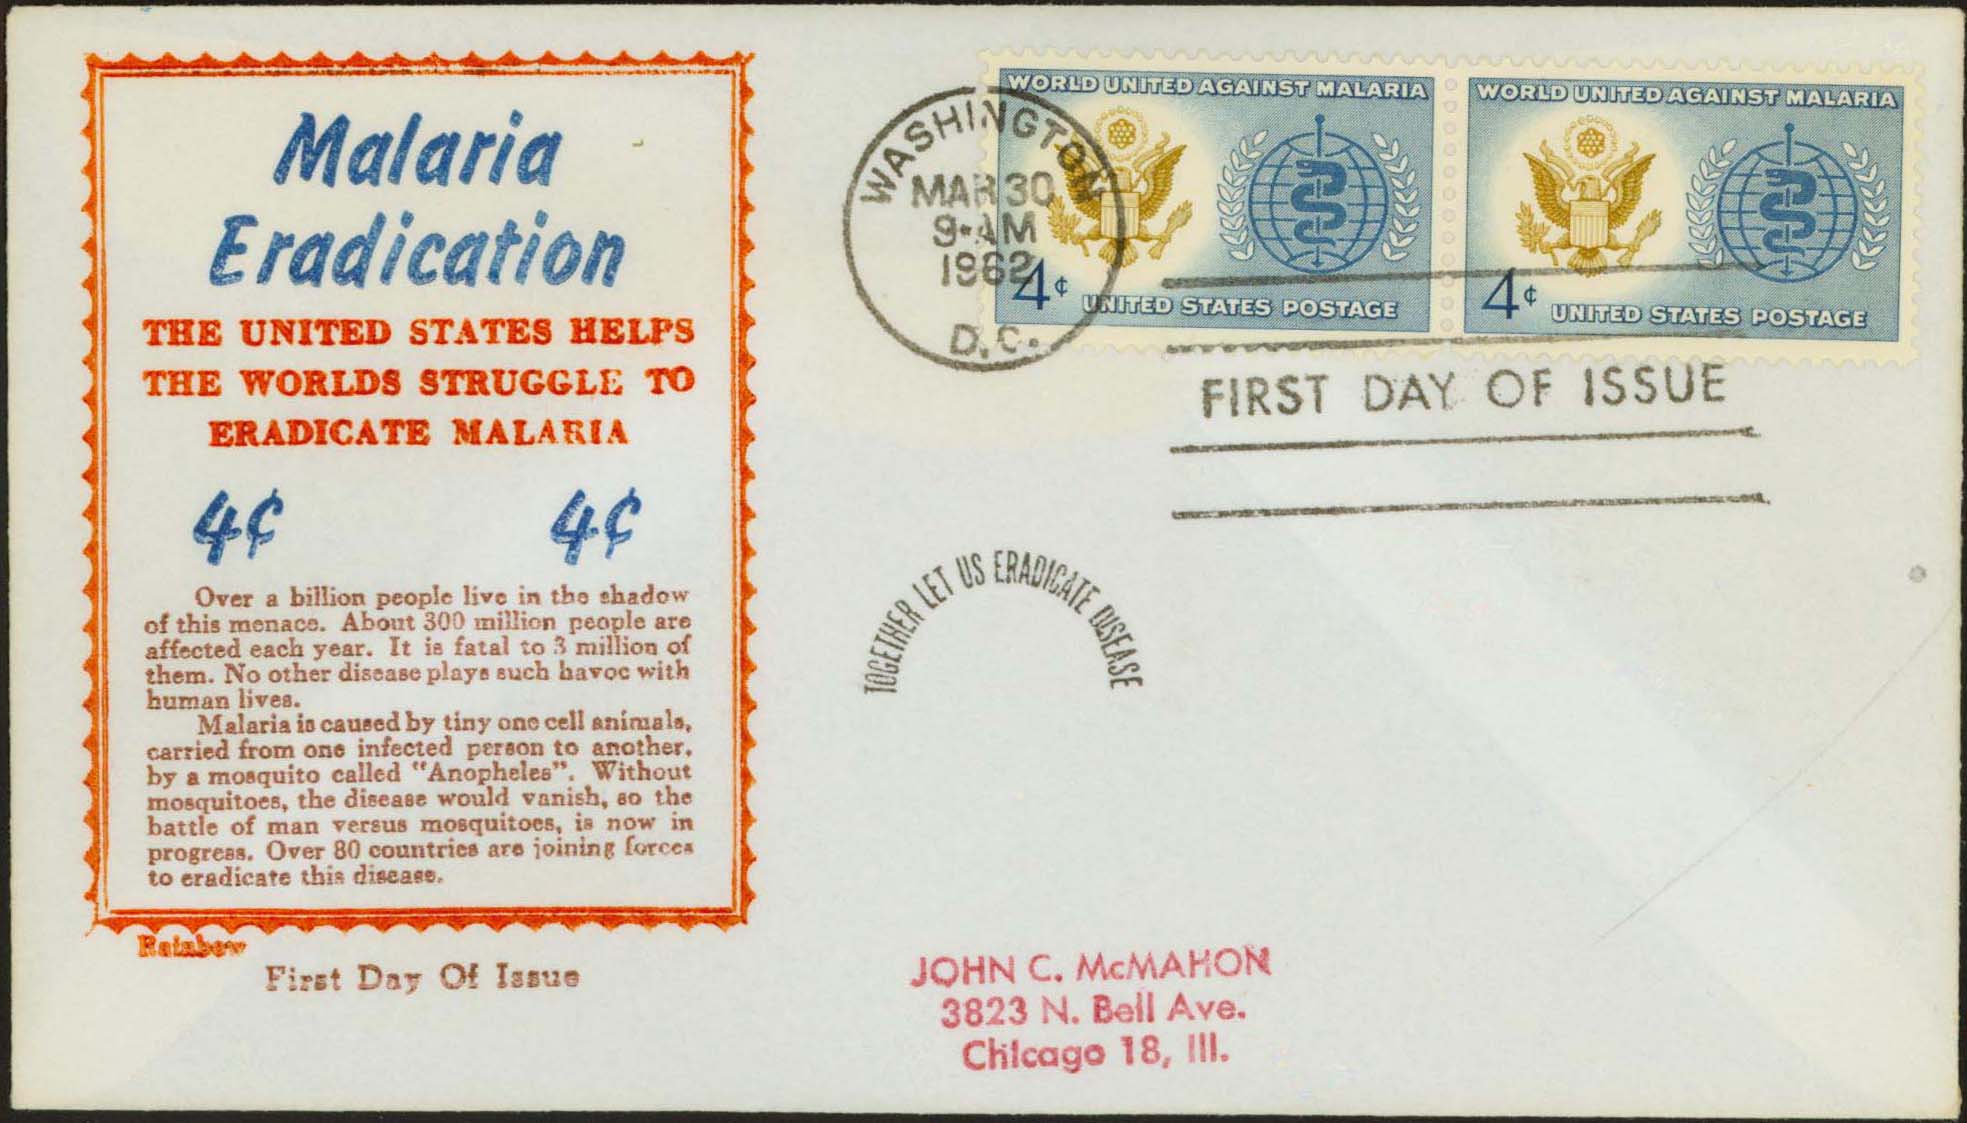 Malaria
Eradication
THE UNITED STATES HELPS
THE WORLDS STRUGGLE TO
ERADICATE MALARIA
4¢ 4¢
Over a billion people live in the shadow
of this menace. About 300 million people are
affected each year. It is fatal to 3 million of
them. No other disease plays such havoc with
human lives.
Malaria is caused by tiny one cell animals,
carried from one infected person to another,
by a mosquito called "Anopheles". Without
mosquitoes, the disease would vanish, so the
battle of man versus mosquitoes, is now in
progress. Over 80 countries are joining forces
to eradicate this disease.
Rainbow
First Day Of Issue
WASHINGTON
MAR 30
9-AM
1962
D.C.
WORLD UNITED AGAINST MALARIA
4¢
UNITED STATES POSTAGE
WORLD UNITED AGAINST MALARIA
4¢
UNITED STATES POSTAGE
FIRST DAY OF ISSUE
TOGETHER LET US ERADICATE DISEASE
JOHN C. McMAHON
3823 N. Bell Ave.
Chicago 18, Ill.